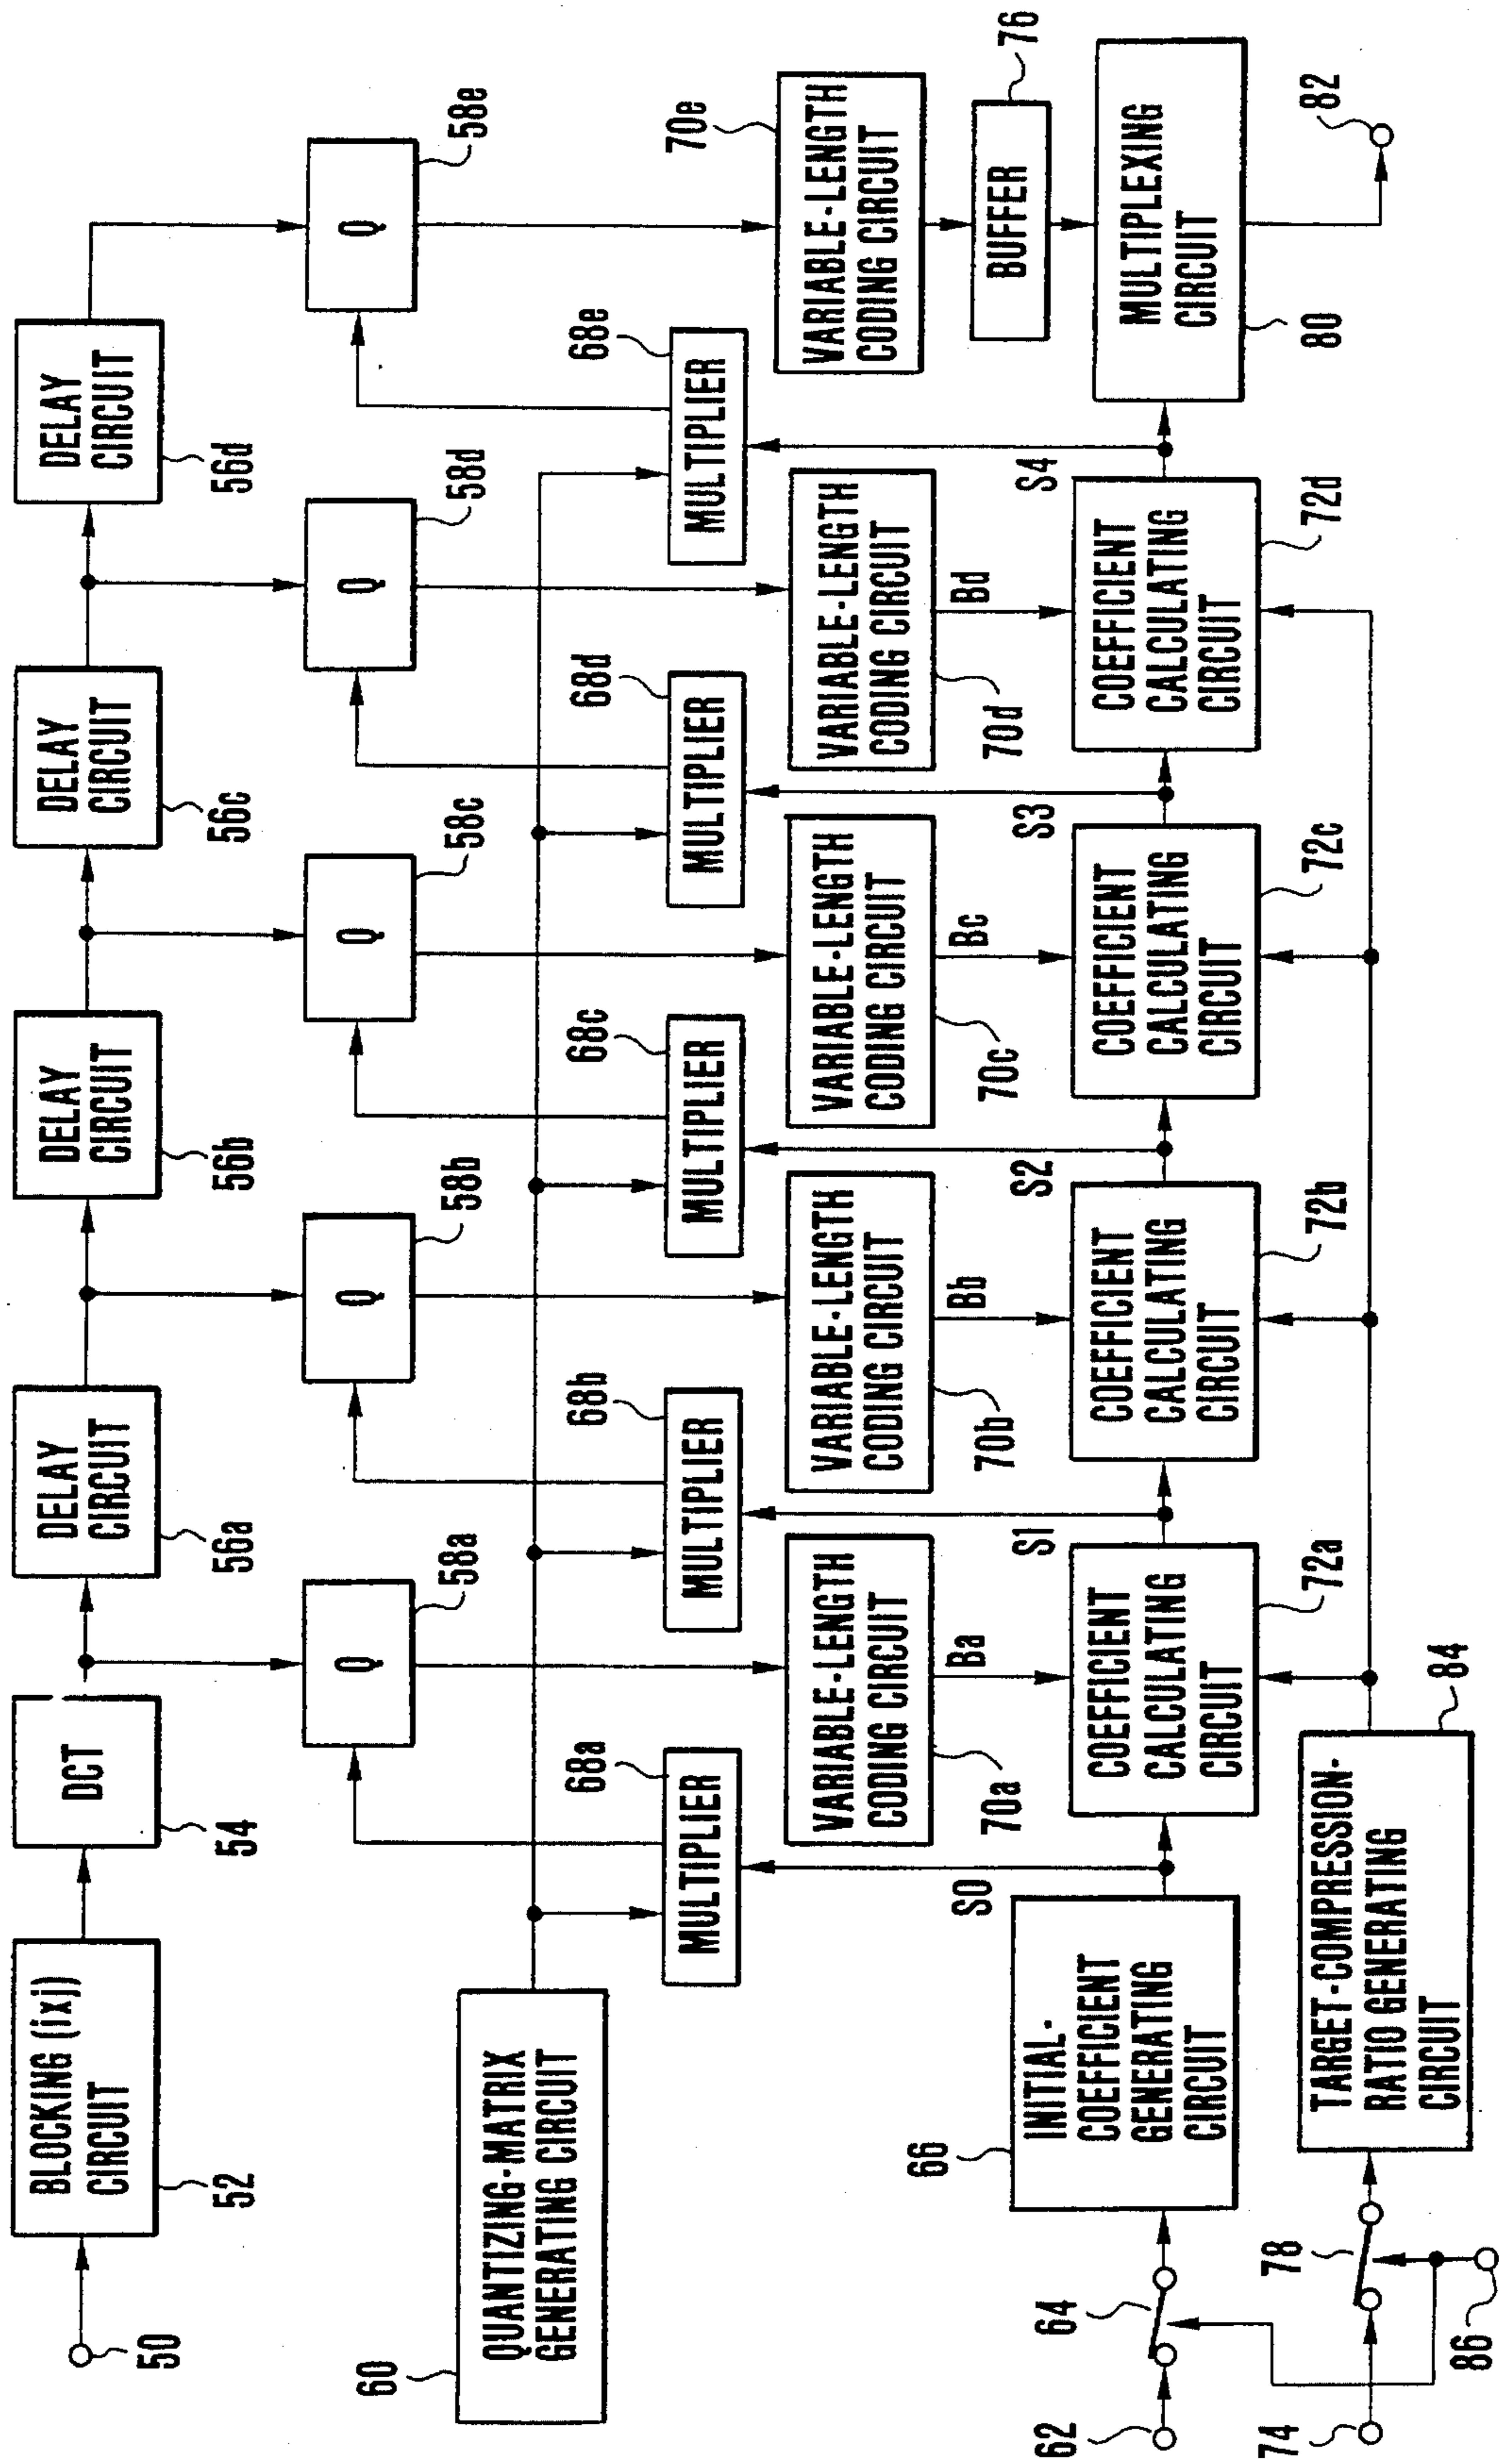 50
BLOCKING (ixj)
CIRCUIT
52
DCT
54
DELAY
CIRCUIT
56a
DELAY
CIRCUIT
56b
DELAY
CIRCUIT
56c
DELAY
CIRCUIT
56d
Q
58a
Q
58b
Q
58c
Q
58d
Q
58e
60
QUANTIZING-MATRIX
GENERATING CIRCUIT
68a
MULTIPLIER
68b
MULTIPLIER
68c
MULTIPLIER
68d
MULTIPLIER
68e
MULTIPLIER
VARIABLE-LENGTH
CODING CIRCUIT
70a
VARIABLE-LENGTH
CODING CIRCUIT
70b
VARIABLE-LENGTH
CODING CIRCUIT
70c
VARIABLE-LENGTH
CODING CIRCUIT
70d
70e
VARIABLE-LENGTH
CODING CIRCUIT
Ba
Bb
Bc
Bd
BUFFER
76
62
64
66
INITIAL-
COEFFICIENT
GENERATING
CIRCUIT
S0
COEFFICIENT
CALCULATING
CIRCUIT
72a
S1
COEFFICIENT
CALCULATING
CIRCUIT
72b
S2
COEFFICIENT
CALCULATING
CIRCUIT
72c
S3
COEFFICIENT
CALCULATING
CIRCUIT
72d
S4
MULTIPLEXING
CIRCUIT
80
82
74
78
86
TARGET-COMPRESSION-
RATIO GENERATING
CIRCUIT
84